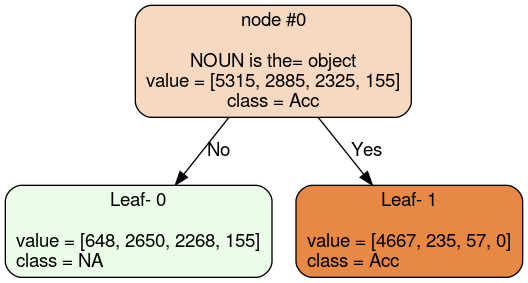 node #0
NOUN is the= object
value = [5315, 2885, 2325, 155]
class = Acc
No
Yes
Leaf- 0
value = [648, 2650, 2268, 155]
class = NA
Leaf- 1
value = [4667, 235, 57, 0]
class = Acc